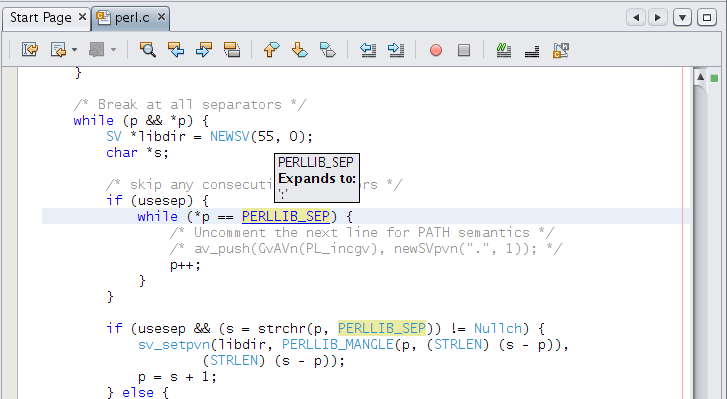 Start Page
perl.c
}
/* Break at all separators */
while (p && *p) {
SV *libdir = NEWSV(55, 0);
char *s;
PERLLIB_SEP
Expands to:
':'
/* skip any consecuti rs */
if (usesep) {
while (*p == PERLLIB_SEP) {
/* Uncomment the next line for PATH semantics */
/* av_push(GvAVn(PL_incgv), newSVpvn(".", 1)); */
p++;
}
}
if (usesep && (s = strchr(p, PERLLIB_SEP)) != Nullch) {
sv_setpvn(libdir, PERLLIB_MANGLE(p, (STRLEN) (s - p)),
(STRLEN) (s - p));
p = s + 1;
} else {